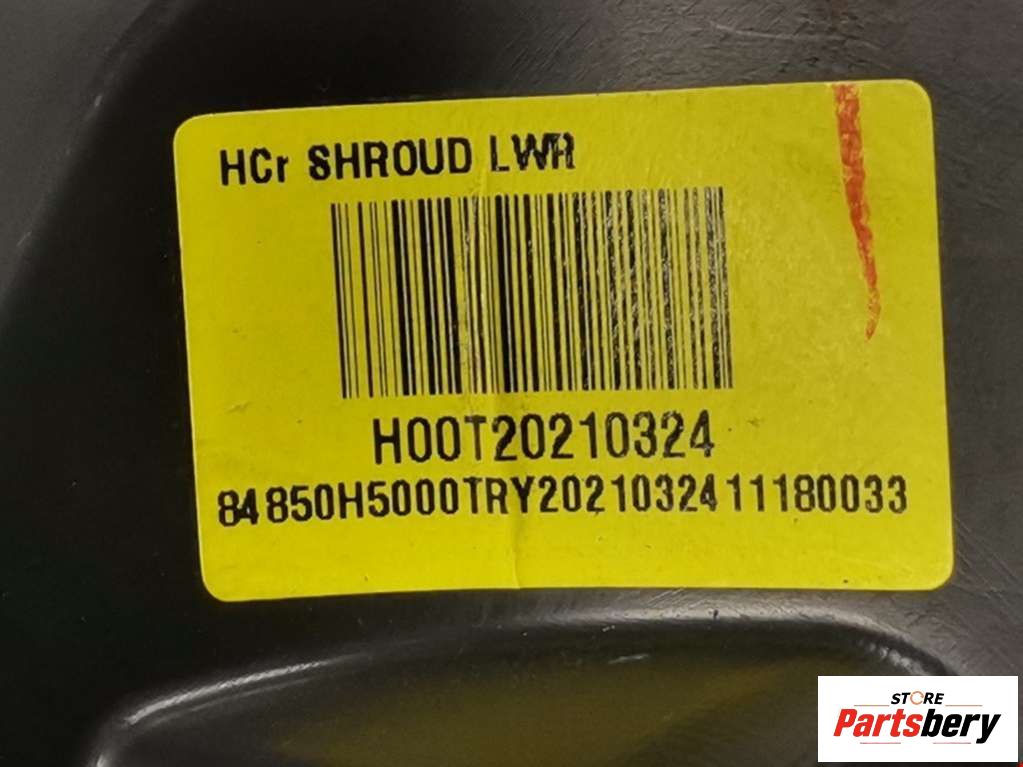 HCr SHROUD LWR
H00T20210324
84850H5000TRY2021032411180033
STORE
Partsbery